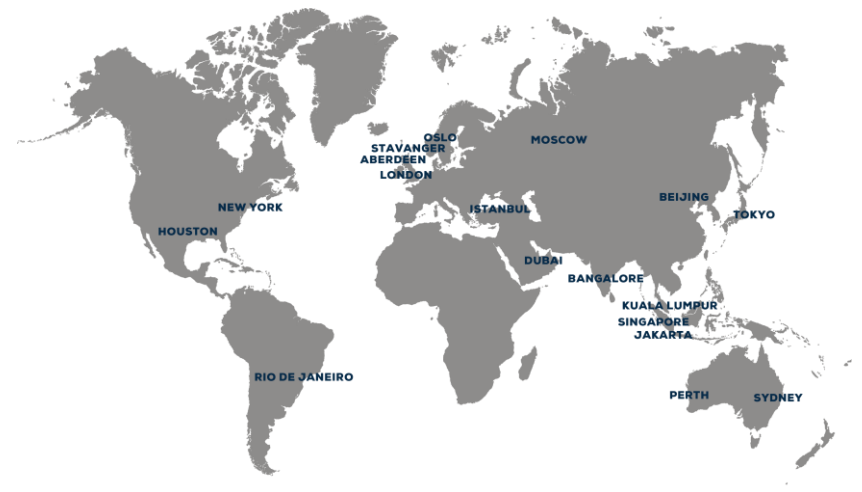 OSLO
MOSCOW
STAVANGER
ABERDEEN
LONDON
BEIJING
NEW YORK
ISTANBUL
TOKYO
HOUSTON
DUBAI
BANGALORE
KUALA LUMPUR
SINGAPORE
JAKARTA
RIO DE JANEIRO
PERTH
SYDNEY